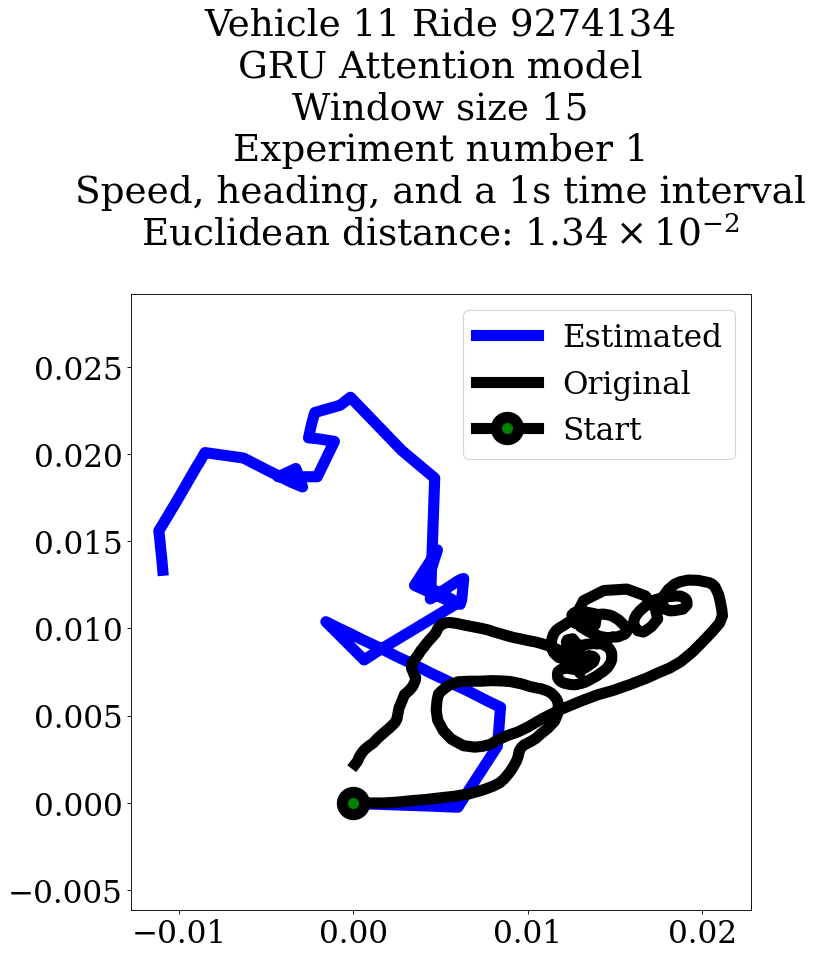 Vehicle 11 Ride 9274134
GRU Attention model
Window size 15
Experiment number 1
Speed, heading, and a 1s time interval
Euclidean distance: 1.34 × 10⁻²
Estimated
Original
Start
0.025
0.020
0.015
0.010
0.005
0.000
−0.005
−0.01
0.00
0.01
0.02